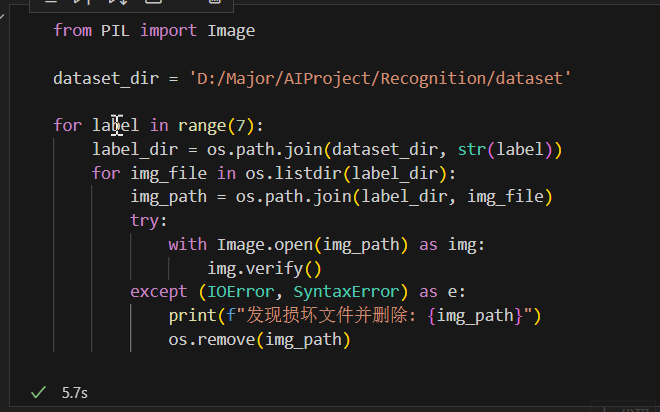 from PIL import Image
dataset_dir = 'D:/Major/AIProject/Recognition/dataset'
for label in range(7):
label_dir = os.path.join(dataset_dir, str(label))
for img_file in os.listdir(label_dir):
img_path = os.path.join(label_dir, img_file)
try:
with Image.open(img_path) as img:
img.verify()
except (IOError, SyntaxError) as e:
print(f"发现损坏文件并删除: {img_path}")
os.remove(img_path)
5.7s